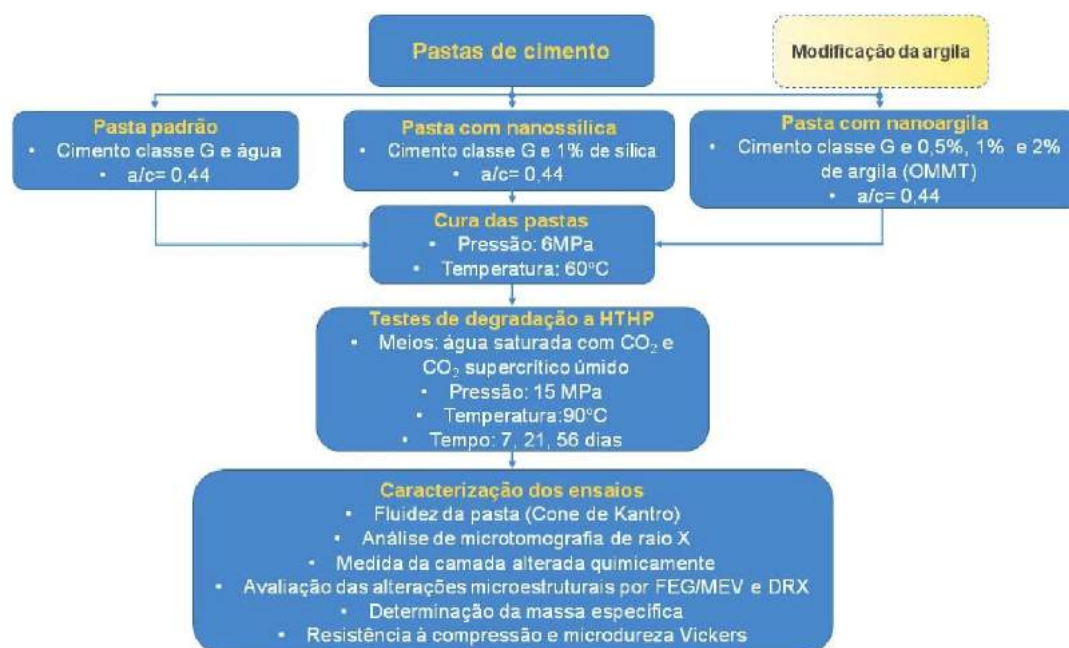 Pastas de cimento
Modificação da argila
Pasta padrão
• Cimento classe G e água
• a/c= 0,44
Pasta com nanossílica
• Cimento classe G e 1% de sílica
• a/c= 0,44
Pasta com nanoargila
• Cimento classe G e 0,5%, 1% e 2%
de argila (OMMT)
• a/c= 0,44
Cura das pastas
• Pressão: 6MPa
• Temperatura: 60°C
Testes de degradação a HTHP
• Meios: água saturada com CO₂ e
CO₂ supercrítico úmido
• Pressão: 15 MPa
• Temperatura:90°C
• Tempo: 7, 21, 56 dias
Caracterização dos ensaios
• Fluidez da pasta (Cone de Kantro)
• Análise de microtomografia de raio X
• Medida da camada alterada quimicamente
• Avaliação das alterações microestruturais por FEG/MEV e DRX
• Determinação da massa específica
• Resistência à compressão e microdureza Vickers